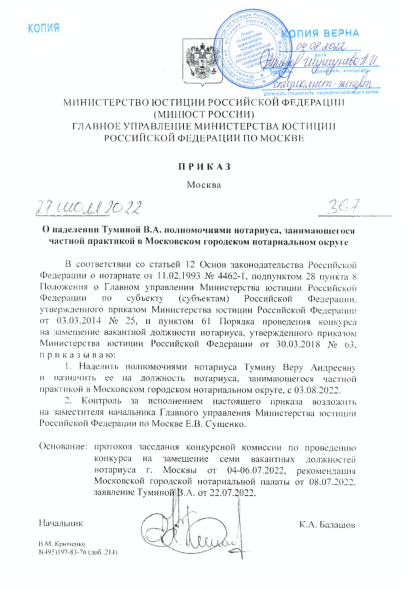 КОПИЯ
КОПИЯ ВЕРНА
04.08.2022
специалист-эксперт
МИНИСТЕРСТВО ЮСТИЦИИ РОССИЙСКОЙ ФЕДЕРАЦИИ
(МИНЮСТ РОССИИ)
ГЛАВНОЕ УПРАВЛЕНИЕ МИНИСТЕРСТВА ЮСТИЦИИ
РОССИЙСКОЙ ФЕДЕРАЦИИ ПО МОСКВЕ
ПРИКАЗ
Москва
27 июля 2022 367
О наделении Туминой В.А. полномочиями нотариуса, занимающегося
частной практикой в Московском городском нотариальном округе
В соответствии со статьей 12 Основ законодательства Российской
Федерации о нотариате от 11.02.1993 № 4462-1, подпунктом 28 пункта 8
Положения о Главном управлении Министерства юстиции Российской
Федерации по субъекту (субъектам) Российской Федерации,
утвержденного приказом Министерства юстиции Российской Федерации
от 03.03.2014 № 25, и пунктом 61 Порядка проведения конкурса
на замещение вакантной должности нотариуса, утвержденного приказом
Министерства юстиции Российской Федерации от 30.03.2018 № 63,
п р и к а з ы в а ю:
1. Наделить полномочиями нотариуса Тумину Веру Андреевну
и назначить ее на должность нотариуса, занимающегося частной
практикой в Московском городском нотариальном округе, с 03.08.2022.
2. Контроль за исполнением настоящего приказа возложить
на заместителя начальника Главного управления Министерства юстиции
Российской Федерации по Москве Е.В. Сущенко.
Основание: протокол заседания конкурсной комиссии по проведению
конкурса на замещение семи вакантных должностей
нотариуса г. Москвы от 04-06.07.2022, рекомендация
Московской городской нотариальной палаты от 08.07.2022,
заявление Туминой В.А. от 22.07.2022.
Начальник К.А. Балашов
В.М. Крюченко
8(495)197-83-76 (доб. 214)